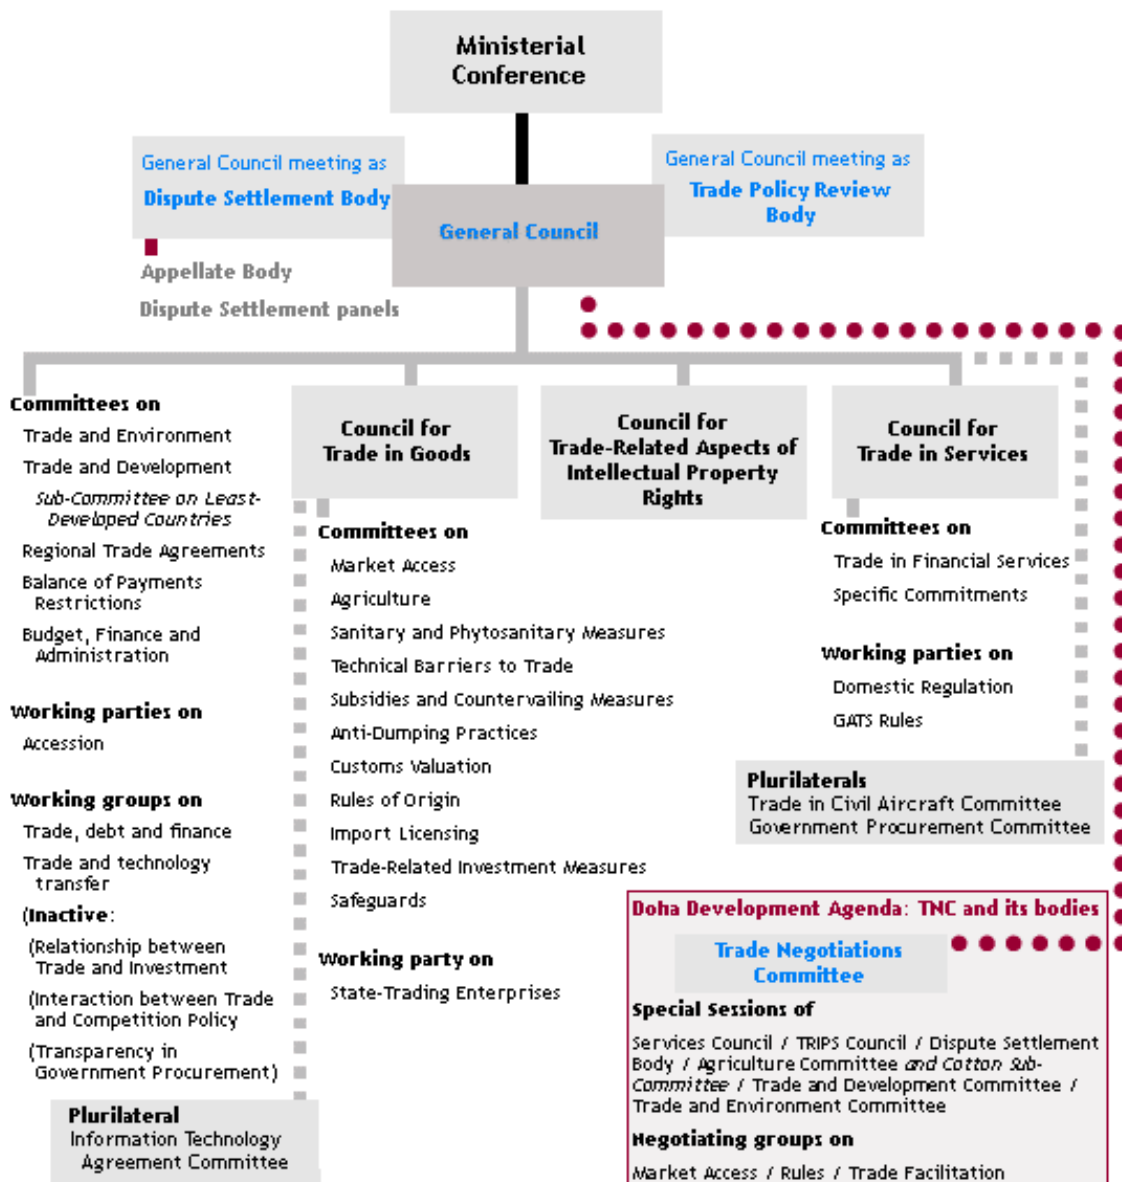 Ministerial
Conference
General Council meeting as
Dispute Settlement Body
General Council meeting as
Trade Policy Review
Body
General Council
Appellate Body
Dispute Settlement panels
Committees on
Trade and Environment
Trade and Development
Sub-Committee on Least-
Developed Countries
Regional Trade Agreements
Balance of Payments
Restrictions
Budget, Finance and
Administration
Working parties on
Accession
Working groups on
Trade, debt and finance
Trade and technology
transfer
(Inactive:
(Relationship between
Trade and Investment
(Interaction between Trade
and Competition Policy
(Transparency in
Government Procurement)
Plurilateral
Information Technology
Agreement Committee
Council for
Trade in Goods
Committees on
Market Access
Agriculture
Sanitary and Phytosanitary Measures
Technical Barriers to Trade
Subsidies and Countervailing Measures
Anti-Dumping Practices
Customs Valuation
Rules of Origin
Import Licensing
Trade-Related Investment Measures
Safeguards
Working party on
State-Trading Enterprises
Council for
Trade-Related Aspects of
Intellectual Property
Rights
Council for
Trade in Services
Committees on
Trade in Financial Services
Specific Commitments
Working parties on
Domestic Regulation
GATS Rules
Plurilaterals
Trade in Civil Aircraft Committee
Government Procurement Committee
Doha Development Agenda: TNC and its bodies
Trade Negotiations
Committee
Special Sessions of
Services Council / TRIPS Council / Dispute Settlement
Body / Agriculture Committee and Cotton Sub-
Committee / Trade and Development Committee /
Trade and Environment Committee
Negotiating groups on
Market Access / Rules / Trade Facilitation